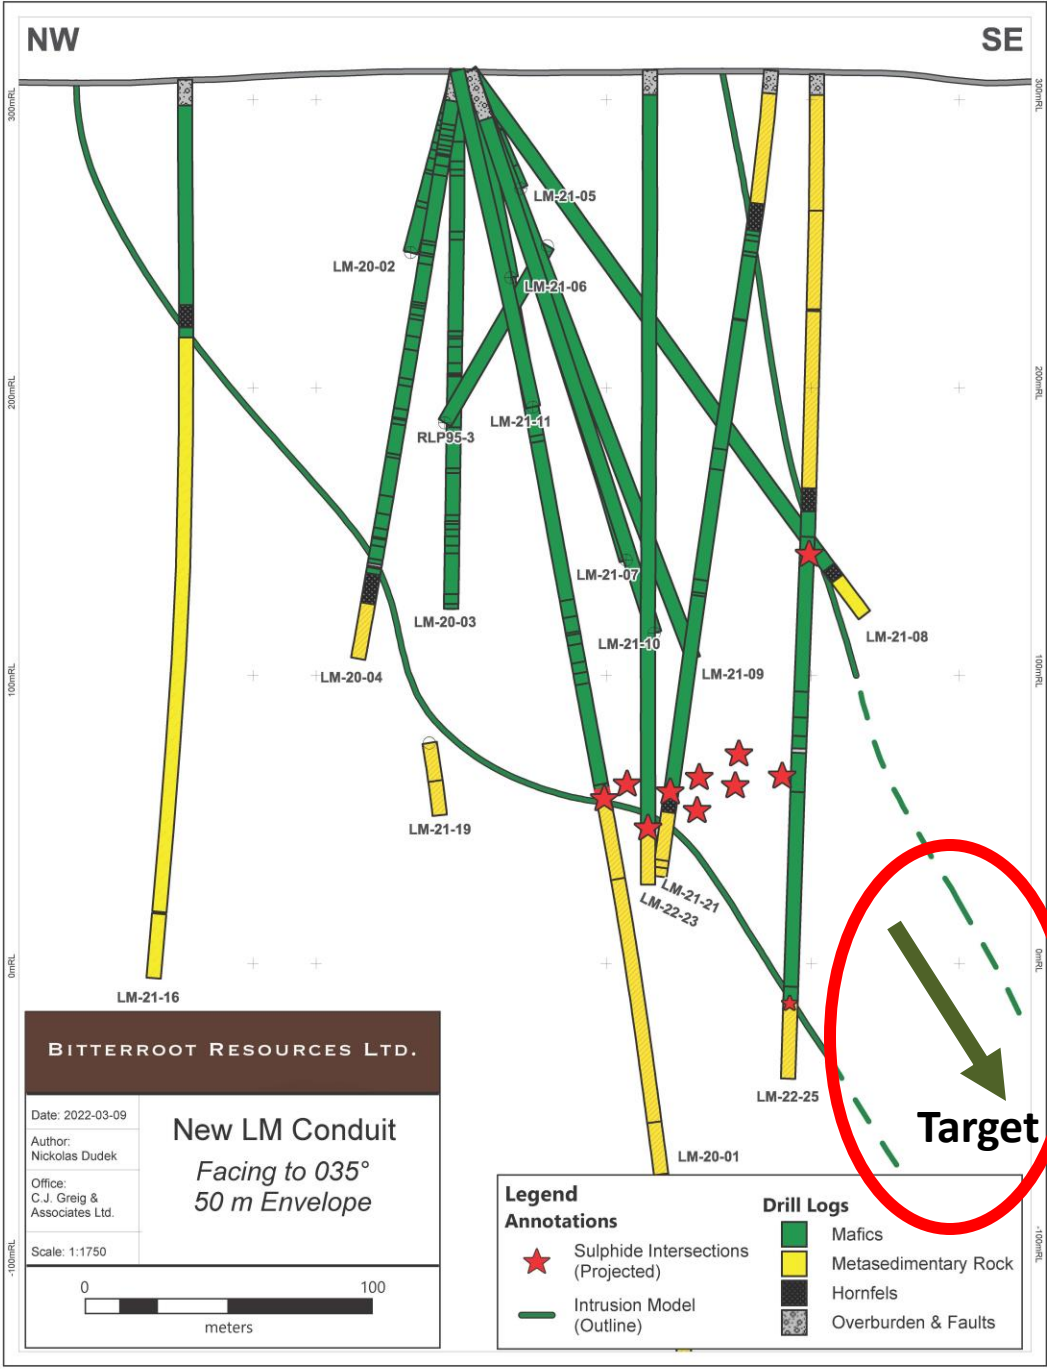 NW
SE
300mRL
300mRL
LM-21-05
LM-20-02
LM-21-06
200mRL
200mRL
LM-21-11
RLP95-3
LM-21-07
LM-20-03
LM-21-10
LM-21-08
LM-20-04
LM-21-09
100mRL
100mRL
LM-21-19
LM-21-21
LM-22-23
0mRL
0mRL
LM-21-16
LM-22-25
Target
LM-20-01
-100mRL
-100mRL
BITTERROOT RESOURCES LTD.
Date: 2022-03-09
Author:
Nickolas Dudek
Office:
C.J. Greig &
Associates Ltd.
Scale: 1:1750
New LM Conduit
Facing to 035°
50 m Envelope
0 100
meters
Legend
Annotations
Sulphide Intersections
(Projected)
Intrusion Model
(Outline)
Drill Logs
Mafics
Metasedimentary Rock
Hornfels
Overburden & Faults